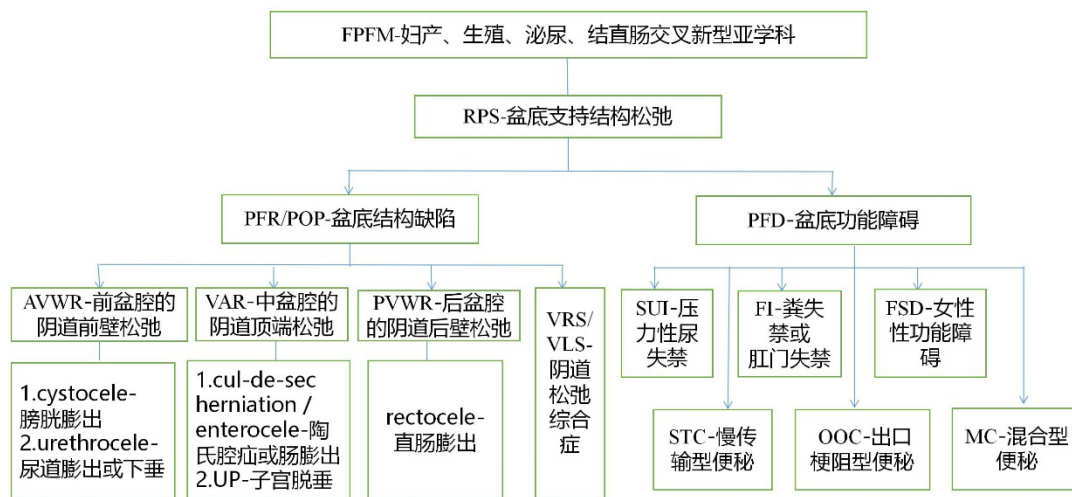 FPFM-妇产、生殖、泌尿、结直肠交叉新型亚学科
RPS-盆底支持结构松弛
PFR/POP-盆底结构缺陷
PFD-盆底功能障碍
AVWR-前盆腔的
阴道前壁松弛
VAR-中盆腔的
阴道顶端松弛
PVWR-后盆腔
的阴道后壁松弛
VRS/
VLS-
阴道
松弛
综合
症
SUI-压
力性尿
失禁
FI-粪失
禁或
肛门失禁
FSD-女性
性功能障
碍
1.cystocele-
膀胱膨出
2.urethrocele-
尿道膨出或下垂
1.cul-de-sec
herniation /
enterocele-陶
氏腔疝或肠膨出
2.UP-子宫脱垂
rectocele-
直肠膨出
STC-慢传
输型便秘
OOC-出口
梗阻型便秘
MC-混合型
便秘